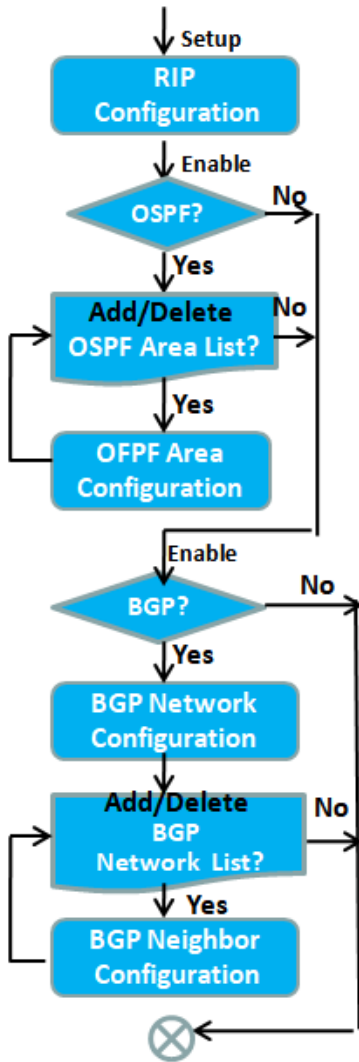 Setup
RIP
Configuration
Enable
OSPF?
No
Yes
Add/Delete
OSPF Area List?
No
Yes
OFPF Area
Configuration
Enable
BGP?
No
Yes
BGP Network
Configuration
Add/Delete
BGP
Network List?
No
Yes
BGP Neighbor
Configuration